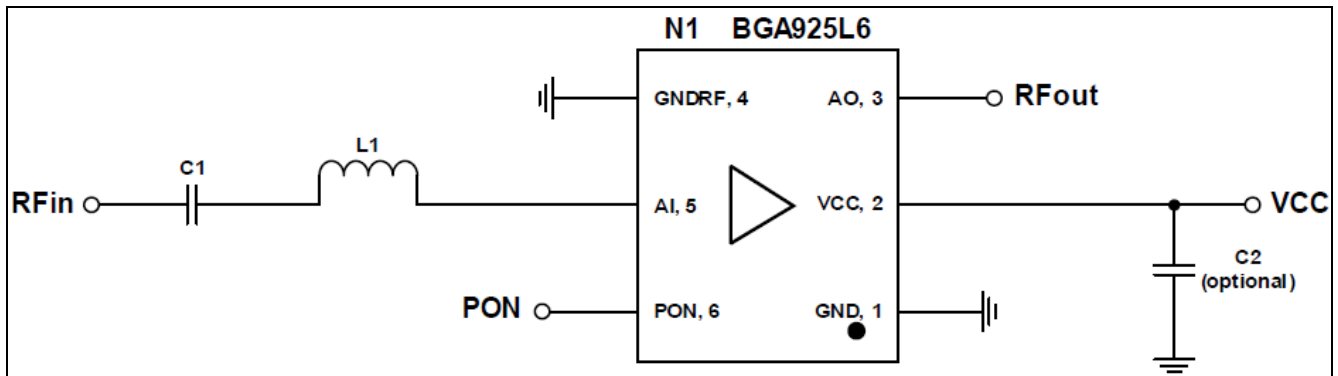 N1 BGA925L6
GNDRF, 4
AO, 3
RFout
C1
L1
RFin
AI, 5
VCC, 2
VCC
C2
(optional)
PON
PON, 6
GND, 1